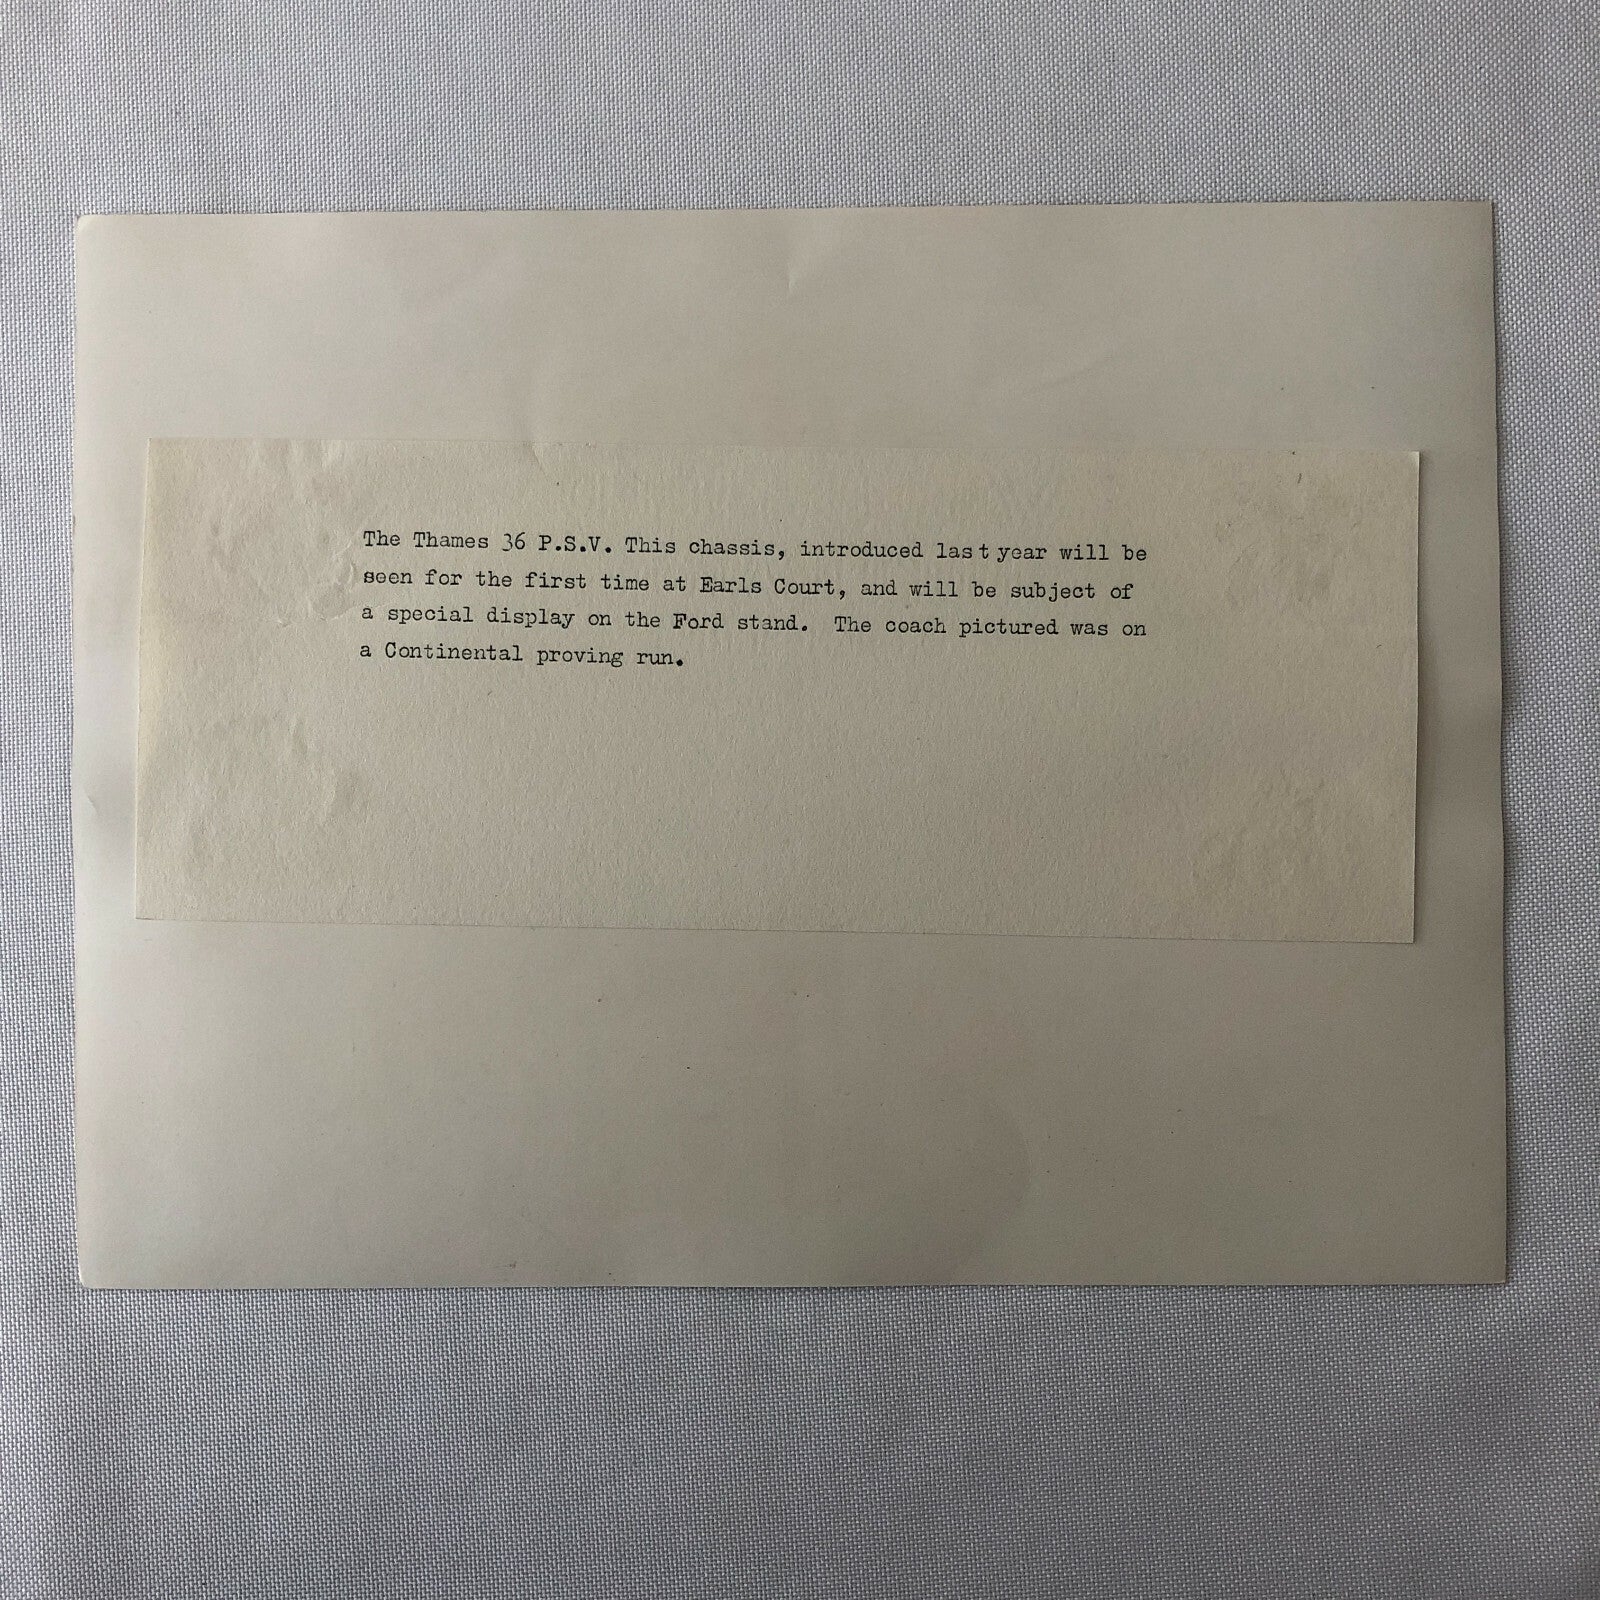 The Thames 36 P.S.V. This chassis, introduced last year will be
seen for the first time at Earls Court, and will be subject of
a special display on the Ford stand. The coach pictured was on
a Continental proving run.